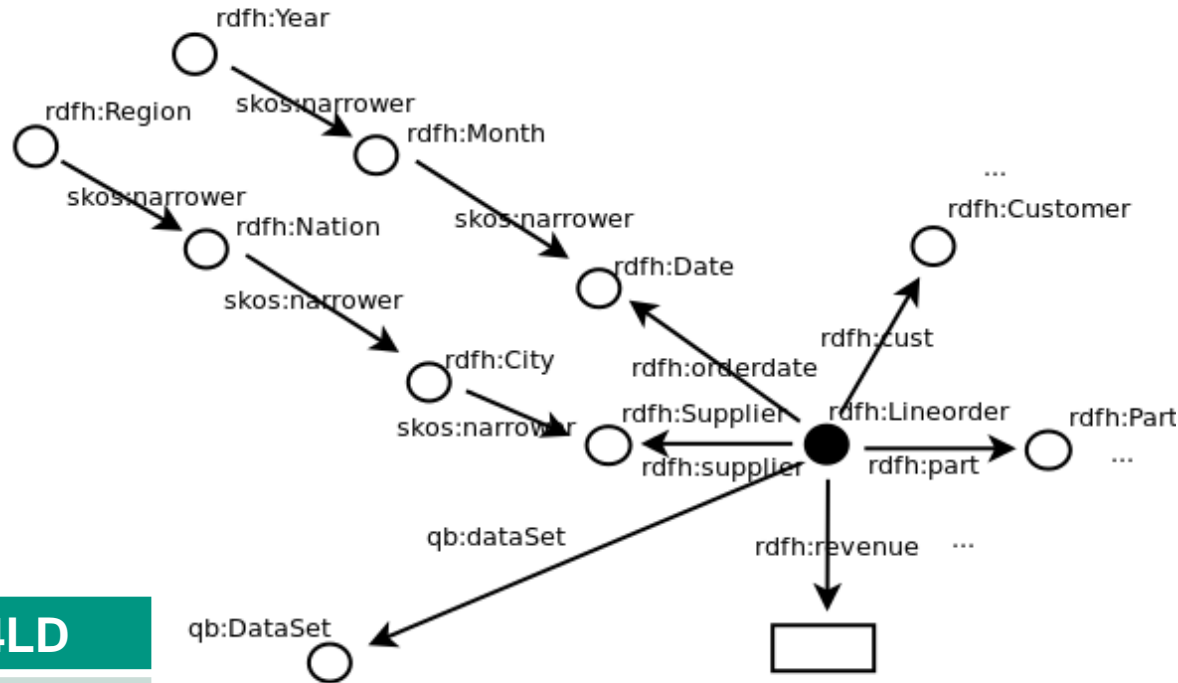 rdfh:Year
skos:narrower
rdfh:Region
rdfh:Month
...
skos:narrower
rdfh:Customer
skos:narrower
rdfh:Nation
rdfh:Date
skos:narrower
rdfh:cust
rdfh:City
rdfh:orderdate
rdfh:Supplier
rdfh:Lineorder
rdfh:Part
skos:narrower
...
rdfh:supplier
rdfh:part
qb:dataSet
rdfh:revenue
...
4LD
qb:DataSet